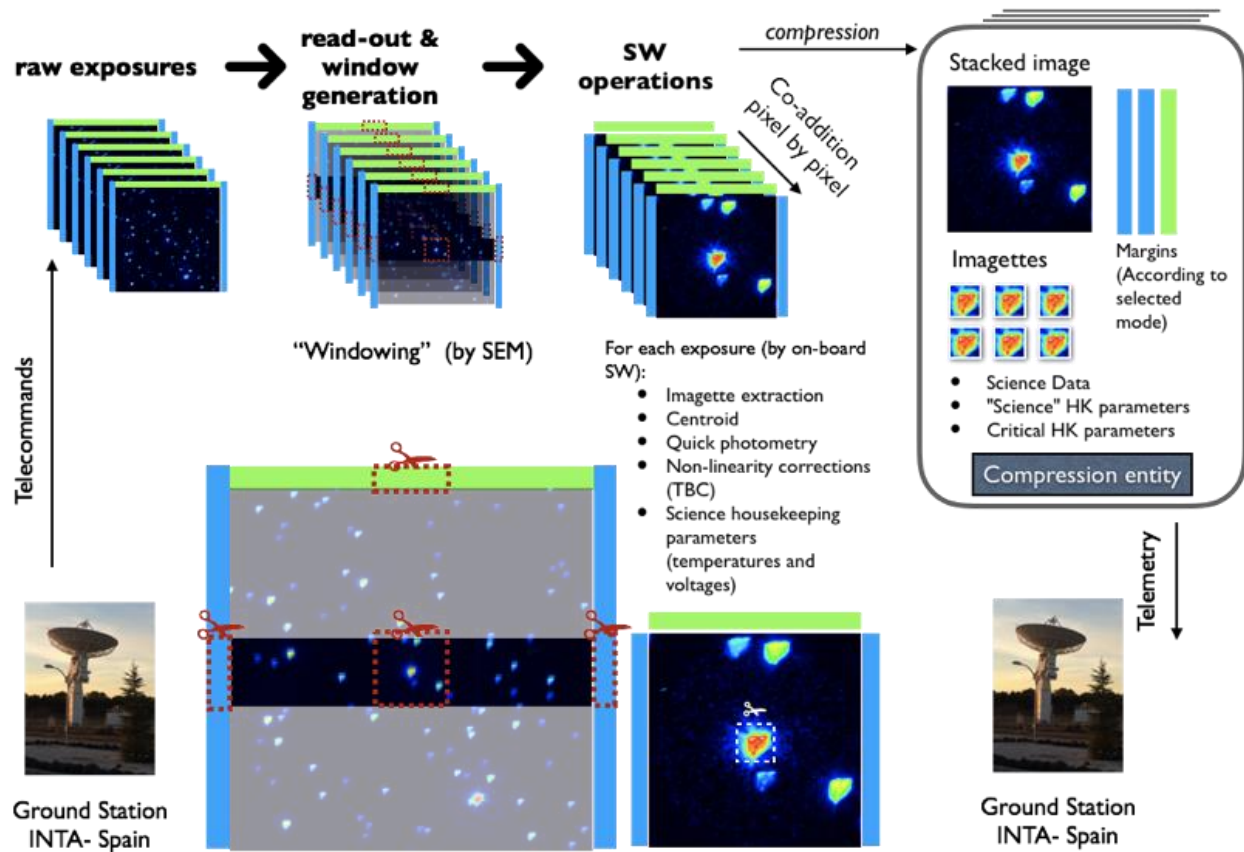 raw exposures
read-out &
window
generation
SW
operations
compression
Co-addition
pixel by pixel
Stacked image
Imagettes
Margins
(According to
selected
mode)
● Science Data
● "Science" HK parameters
● Critical HK parameters
Compression entity
Telecommands
“Windowing” (by SEM)
For each exposure (by on-board
SW):
● Imagette extraction
● Centroid
● Quick photometry
● Non-linearity corrections
(TBC)
● Science housekeeping
parameters
(temperatures and
voltages)
Telemetry
Ground Station
INTA- Spain
Ground Station
INTA- Spain